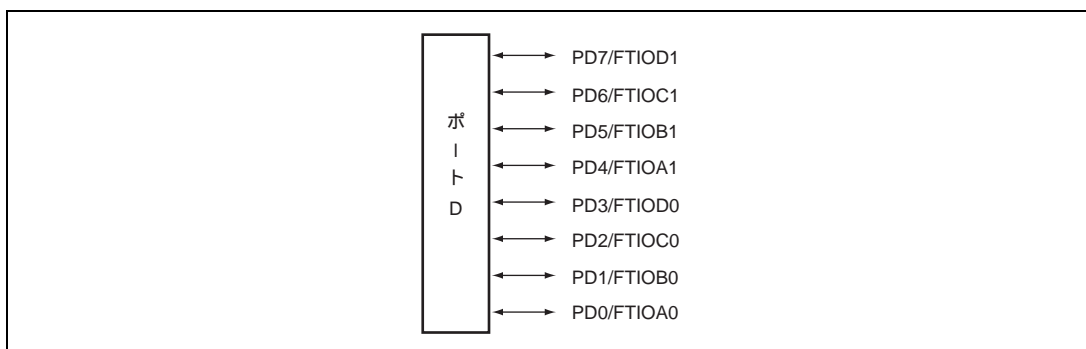 ポートD
PD7/FTIOD1
PD6/FTIOC1
PD5/FTIOB1
PD4/FTIOA1
PD3/FTIOD0
PD2/FTIOC0
PD1/FTIOB0
PD0/FTIOA0